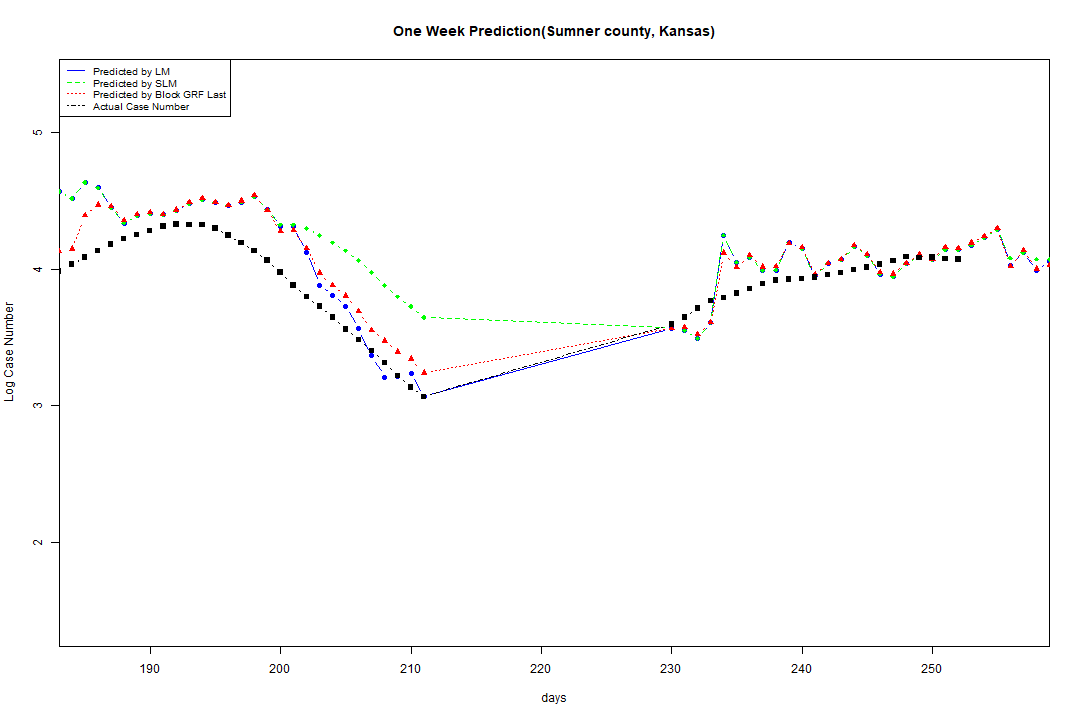 One Week Prediction(Sumner county, Kansas)
Predicted by LM
Predicted by SLM
Predicted by Block GRF Last
Actual Case Number
5
4
3
2
Log Case Number
190 200 210 220 230 240 250
days